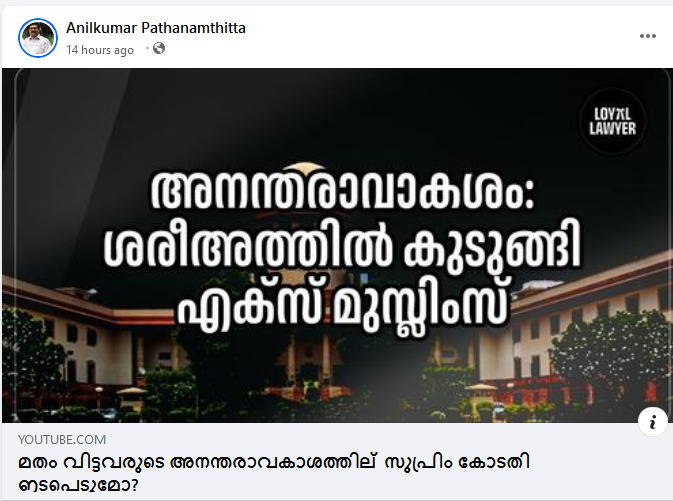 Anilkumar Pathanamthitta
14 hours ago
LOYAL
LAWYER
അനന്തരാവാകശം:
ശരീഅത്തിൽ കുടുങ്ങി
എക്സ് മുസ്ലിംസ്
YOUTUBE.COM
മതം വിട്ടവരുടെ അനന്തരാവകാശത്തില് സുപ്രിം കോടതി
ഇടപെടുമോ?